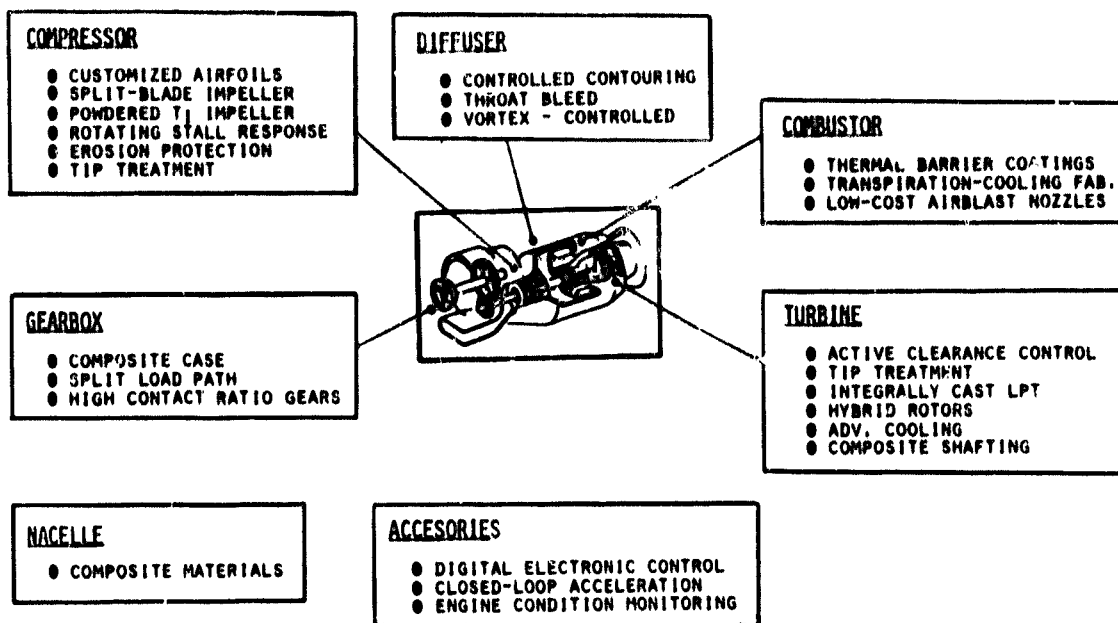 COMPRESSOR
● CUSTOMIZED AIRFOILS
● SPLIT-BLADE IMPELLER
● POWDERED Ti IMPELLER
● ROTATING STALL RESPONSE
● EROSION PROTECTION
● TIP TREATMENT
DIFFUSER
● CONTROLLED CONTOURING
● THROAT BLEED
● VORTEX - CONTROLLED
COMBUSTOR
● THERMAL BARRIER COATINGS
● TRANSPIRATION-COOLING FAB.
● LOW-COST AIRBLAST NOZZLES
GEARBOX
● COMPOSITE CASE
● SPLIT LOAD PATH
● HIGH CONTACT RATIO GEARS
TURBINE
● ACTIVE CLEARANCE CONTROL
● TIP TREATMENT
● INTEGRALLY CAST LPT
● HYBRID ROTORS
● ADV. COOLING
● COMPOSITE SHAFTING
NACELLE
● COMPOSITE MATERIALS
ACCESORIES
● DIGITAL ELECTRONIC CONTROL
● CLOSED-LOOP ACCELERATION
● ENGINE CONDITION MONITORING